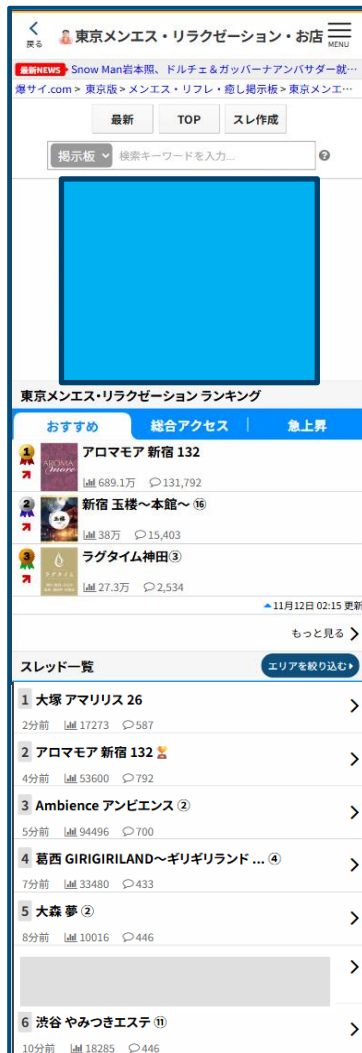 戻る
東京メンエス・リラクゼーション・お店
MENU
最新NEWS Snow Man岩本照、ドルチェ＆ガッバーナアンバサダー就…
爆サイ.com > 東京版 > メンエス・リフレ・癒し掲示板 > 東京メンエ…
最新 TOP スレ作成
掲示板 検索キーワードを入力...
東京メンエス・リラクゼーション ランキング
おすすめ 総合アクセス 急上昇
1 アロマモア 新宿 132
AROMA more
689.1万 131,792
2 新宿 玉楼～本館～ ⑯
玉楼
38万 15,403
3 ラグタイム神田③
ラグタイム
27.3万 2,534
11月12日 02:15 更新
もっと見る
スレッド一覧 エリアを絞り込む
1 大塚 アマリリス 26
2分前 17273 587
2 アロマモア 新宿 132
4分前 53600 792
3 Ambience アンビエンス ②
5分前 94496 700
4 葛西 GIRIGIRILAND～ギリギリランド ... ④
7分前 33480 433
5 大森 夢 ②
8分前 10016 446
6 渋谷 やみつきエステ ⑪
10分前 18285 446